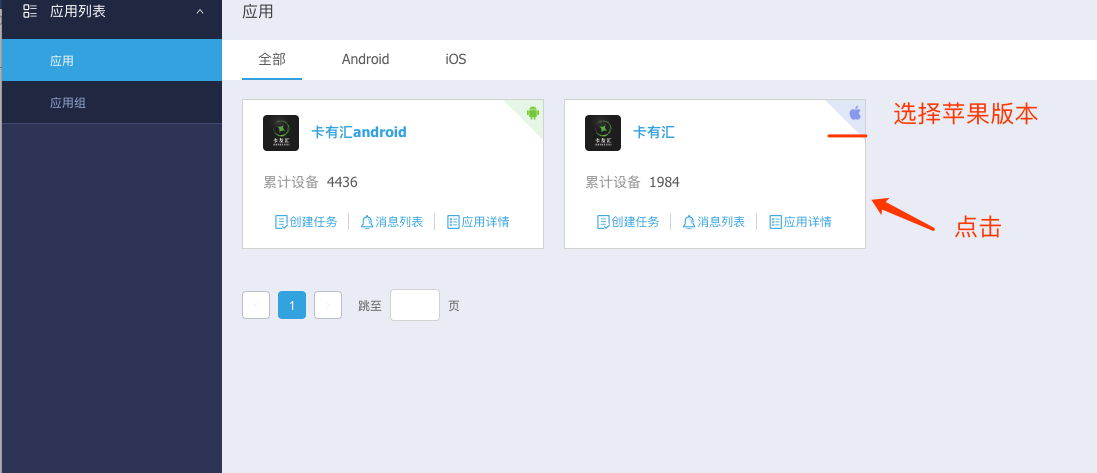 应用列表
应用
应用组
应用
全部
Android
iOS
卡有汇android
累计设备 4436
创建任务
消息列表
应用详情
卡有汇
累计设备 1984
创建任务
消息列表
应用详情
选择苹果版本
点击
< 1 > 跳至 页